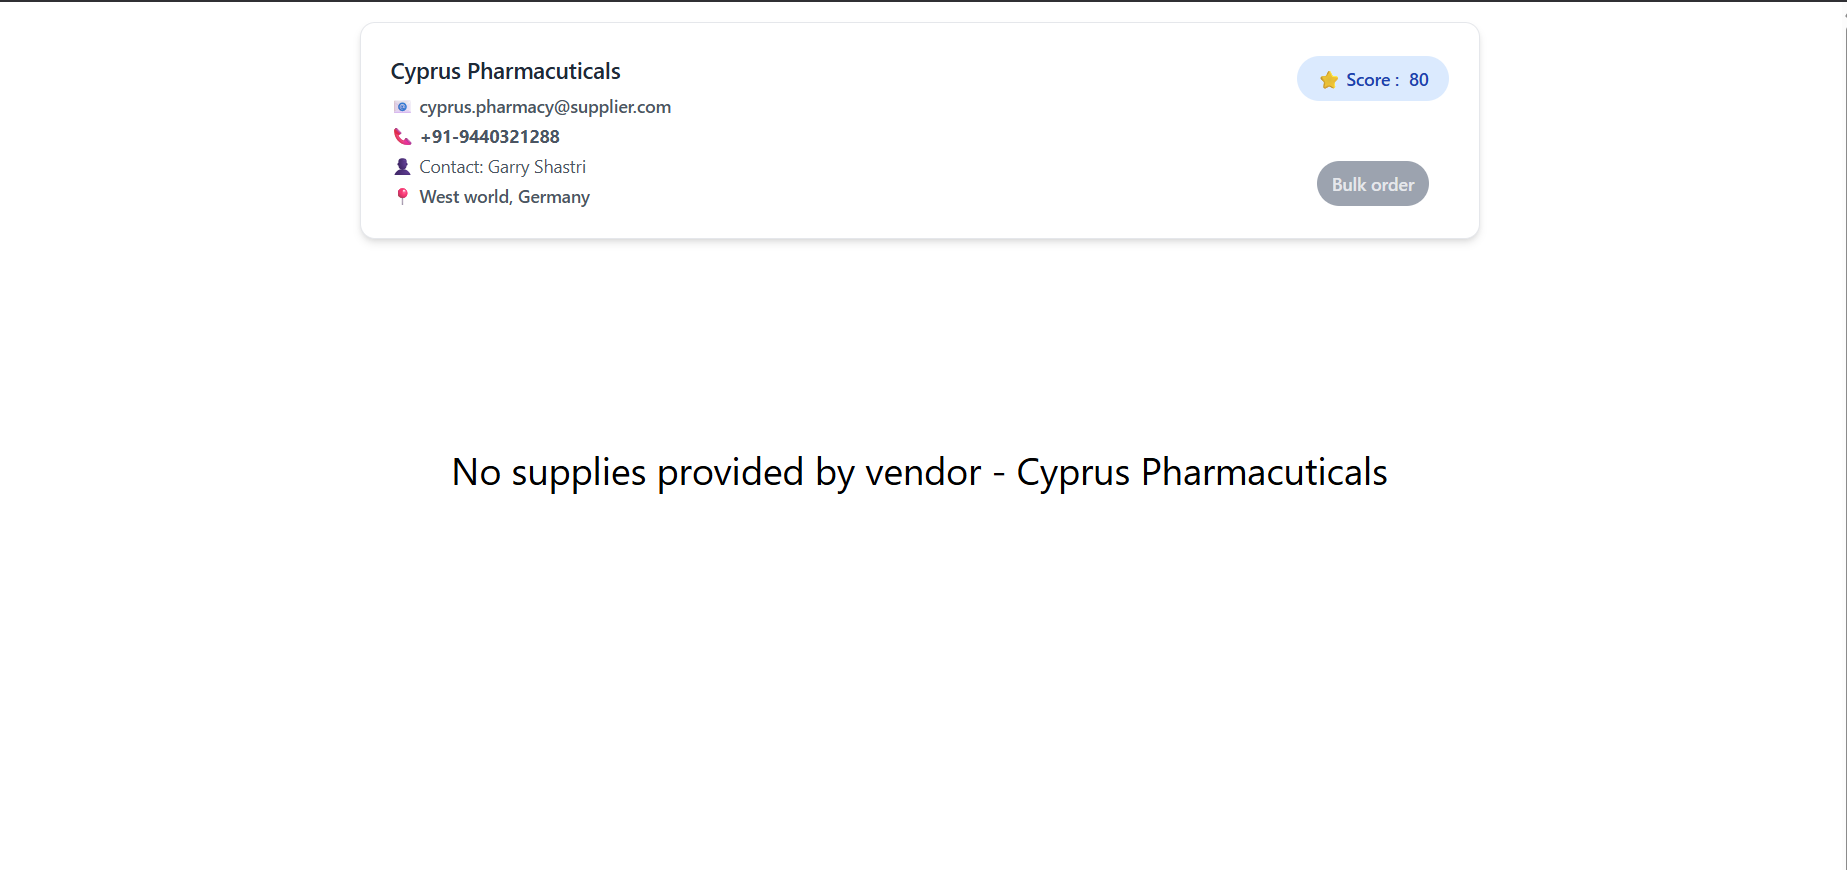 Cyprus Pharmacuticals
cyprus.pharmacy@supplier.com
+91-9440321288
Contact: Garry Shastri
West world, Germany
Score : 80
Bulk order
No supplies provided by vendor - Cyprus Pharmacuticals